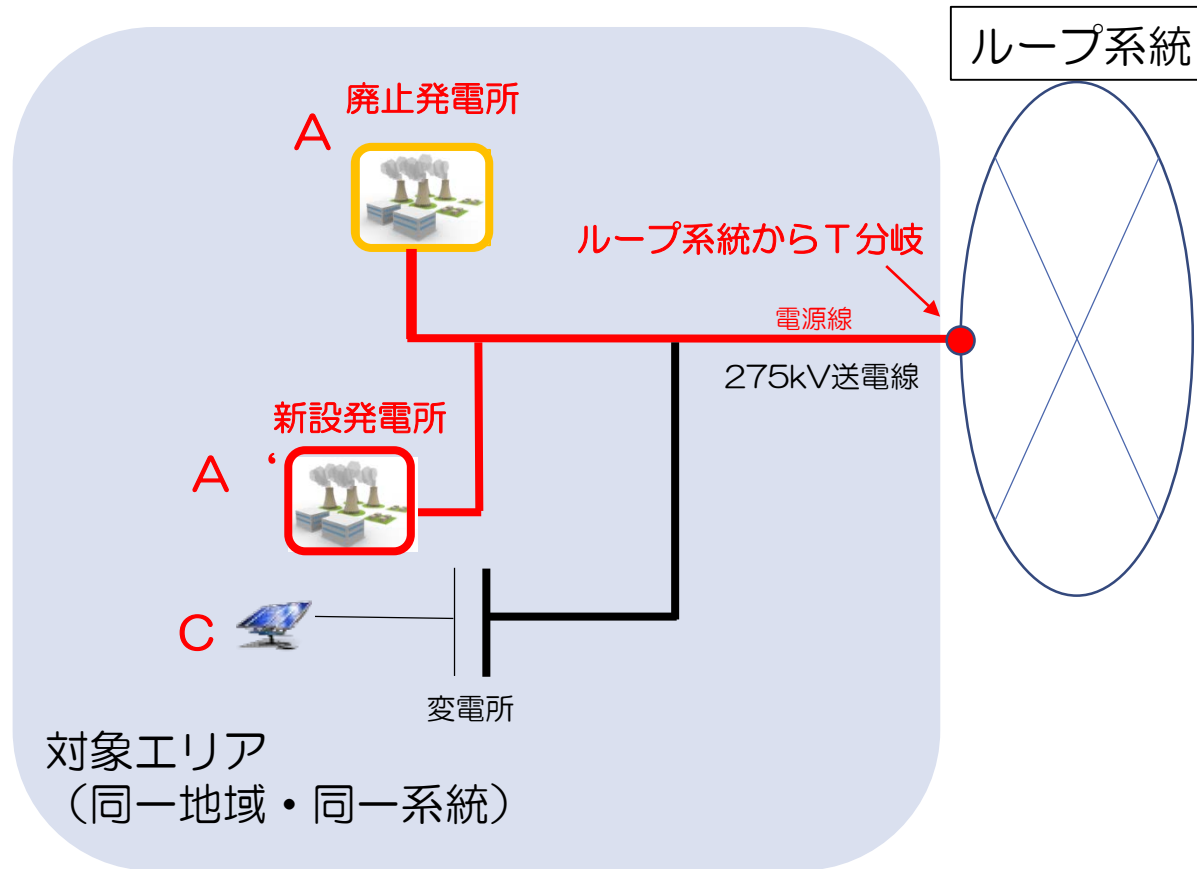 ループ系統
廃止発電所
A
ループ系統からT分岐
電源線
275kV送電線
新設発電所
A‘
C
変電所
対象エリア
（同一地域・同一系統）